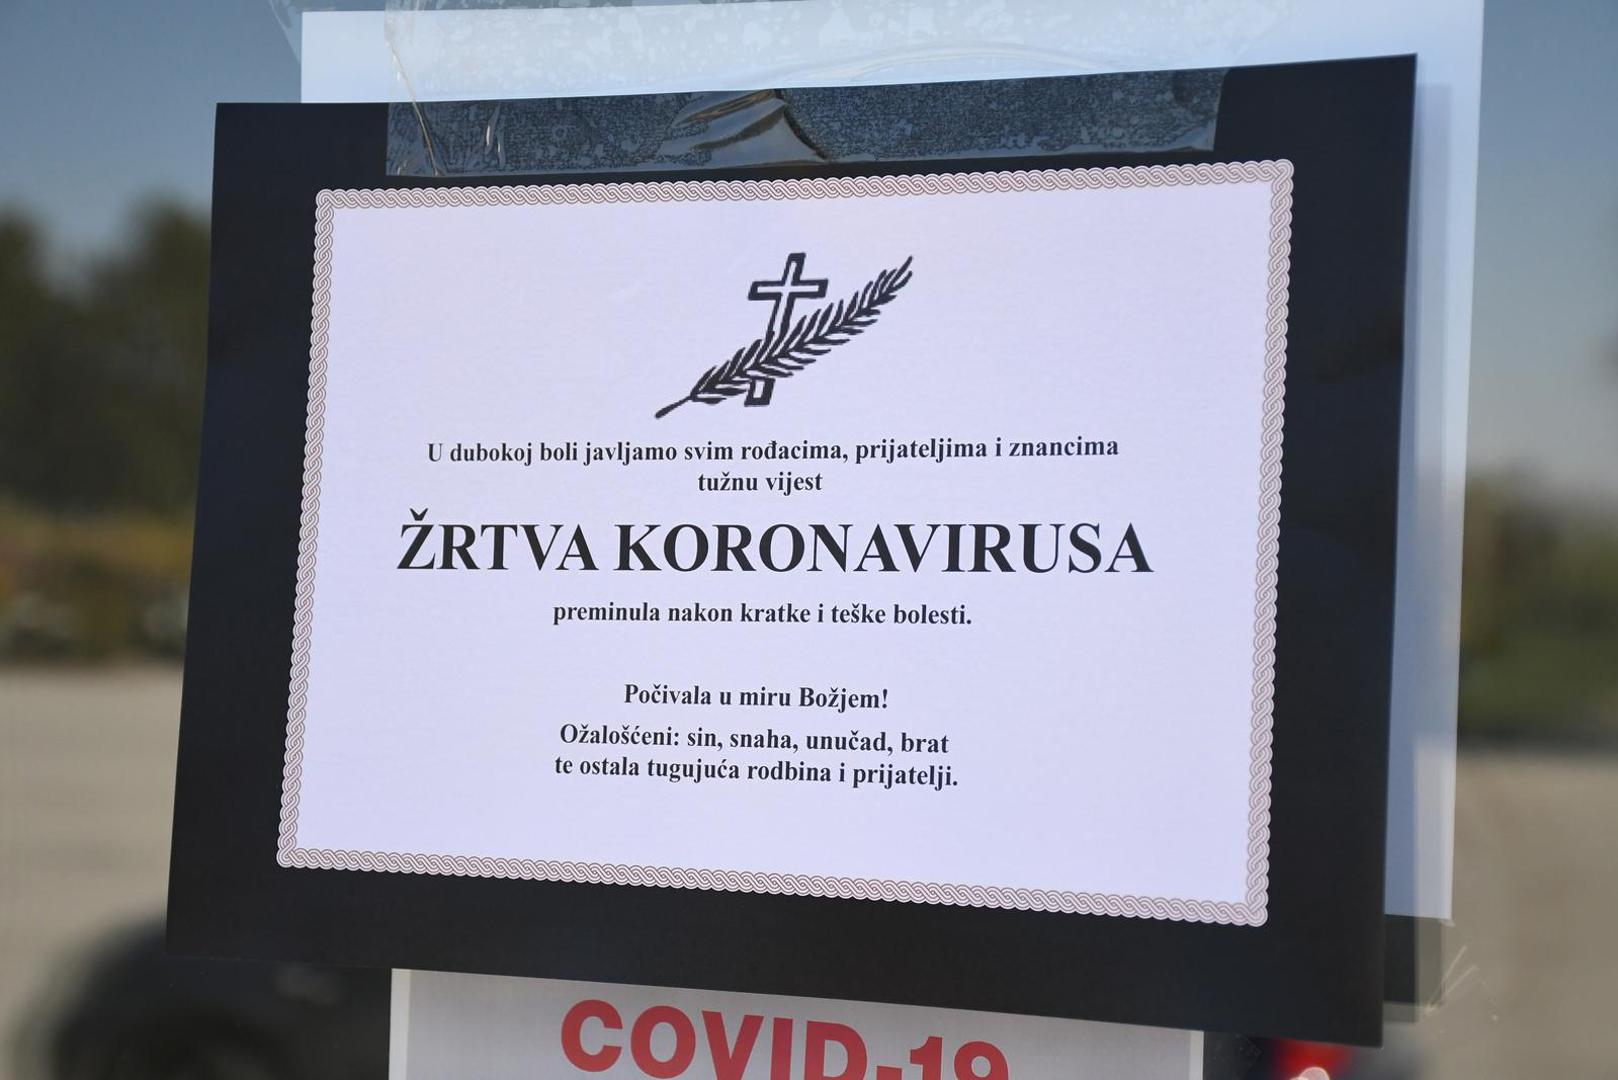 U dubokoj boli javljamo svim rođacima, prijateljima i znancima
tužnu vijest
ŽRTVA KORONAVIRUSA
preminula nakon kratke i teške bolesti.
Počivala u miru Božjem!
Ožalošćeni: sin, snaha, unučad, brat
te ostala tugujuća rodbina i prijatelji.
COVID-19